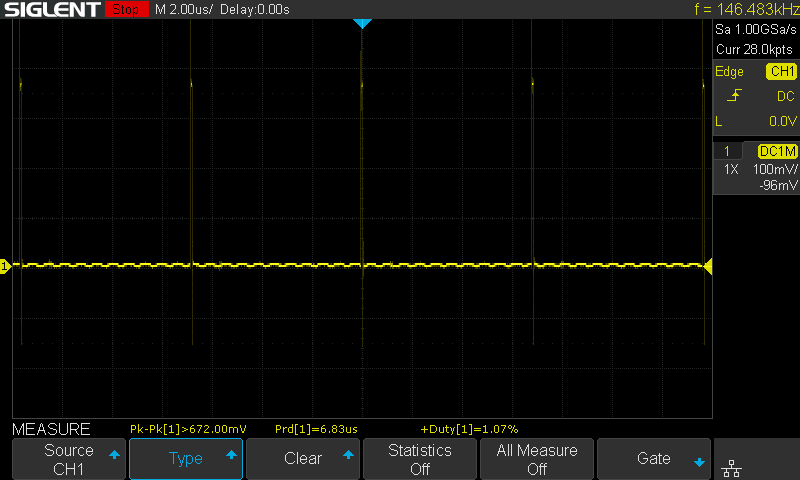 SIGLENT Stop M 2.00us/ Delay:0.00s f = 146.483kHz
Sa 1.00GSa/s
Curr 28.0kpts
Edge CH1
DC
L 0.0V
1 DC1M
1X 100mV/
-96mV
1
MEASURE Pk-Pk[1]>672.00mV Prd[1]=6.83us +Duty[1]=1.07%
Source
CH1
Type
Clear
Statistics
Off
All Measure
Off
Gate